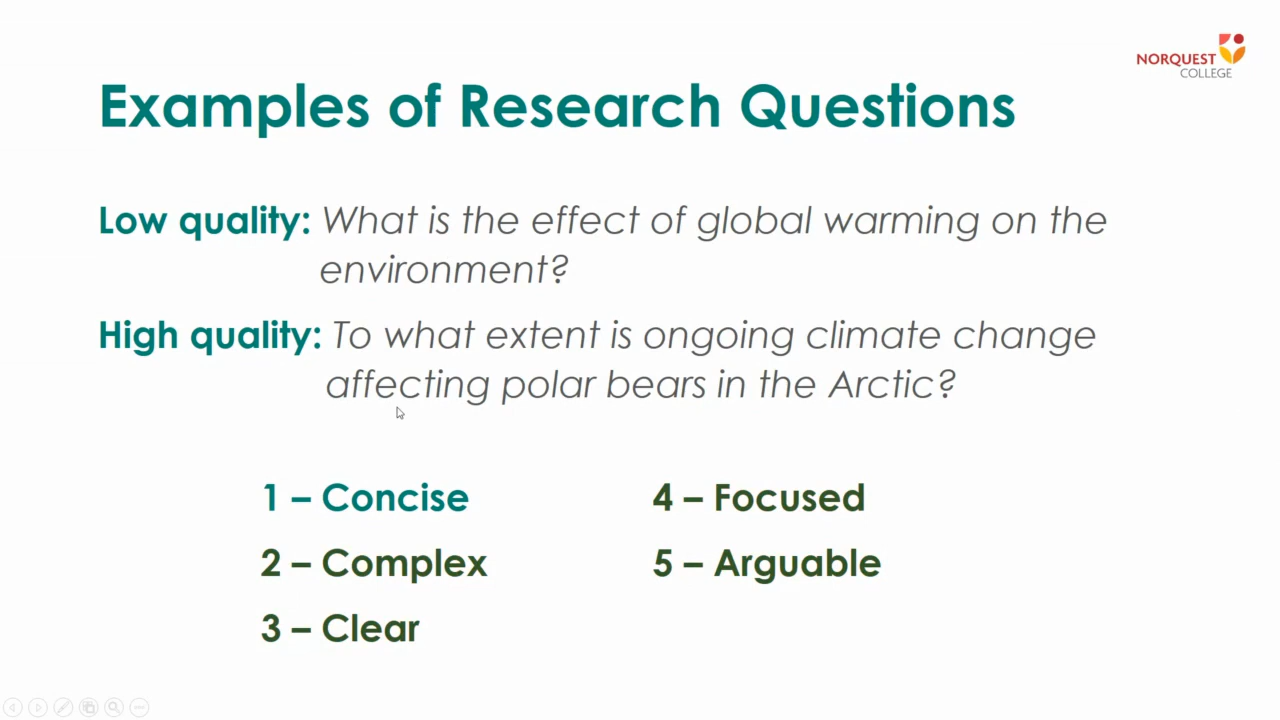 NORQUEST
COLLEGE
Examples of Research Questions
Low quality: What is the effect of global warming on the
environment?
High quality: To what extent is ongoing climate change
affecting polar bears in the Arctic?
1 – Concise
2 – Complex
3 – Clear
4 – Focused
5 – Arguable